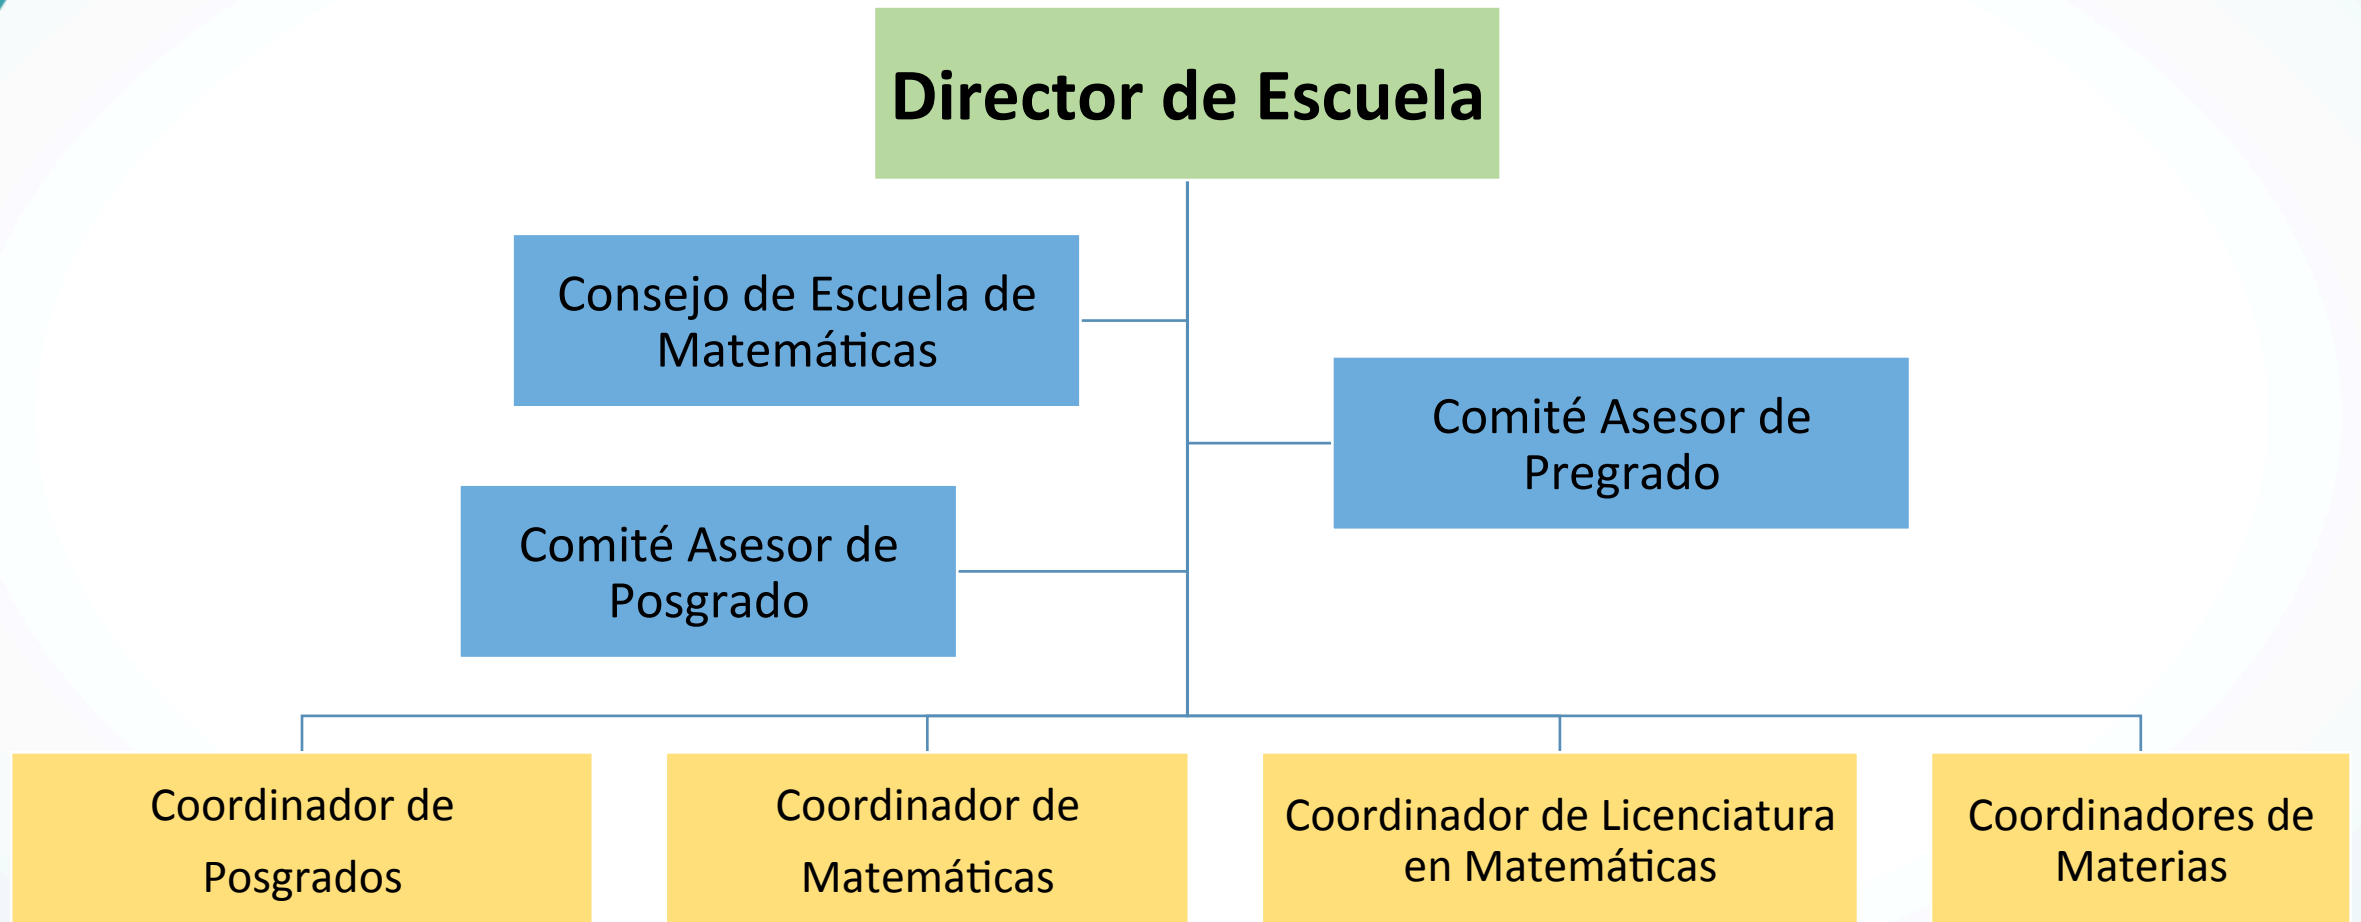 Director de Escuela
Consejo de Escuela de
Matemáticas
Comité Asesor de
Pregrado
Comité Asesor de
Posgrado
Coordinador de
Posgrados
Coordinador de
Matemáticas
Coordinador de Licenciatura
en Matemáticas
Coordinadores de
Materias